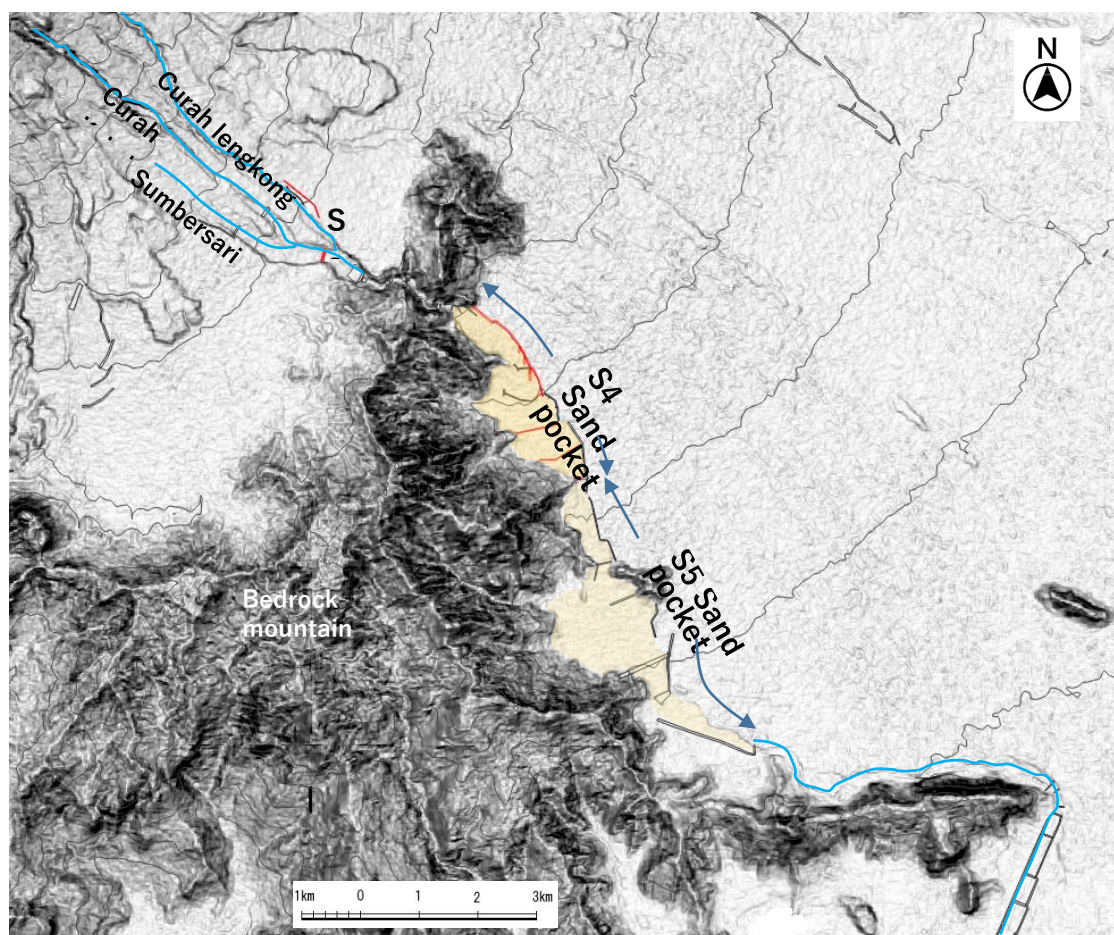 N
Curah lengkong
Curah
Sumbersari
S
S4
Sand
pocket
S5 Sand
pocket
Bedrock
mountain
1km 0 1 2 3km